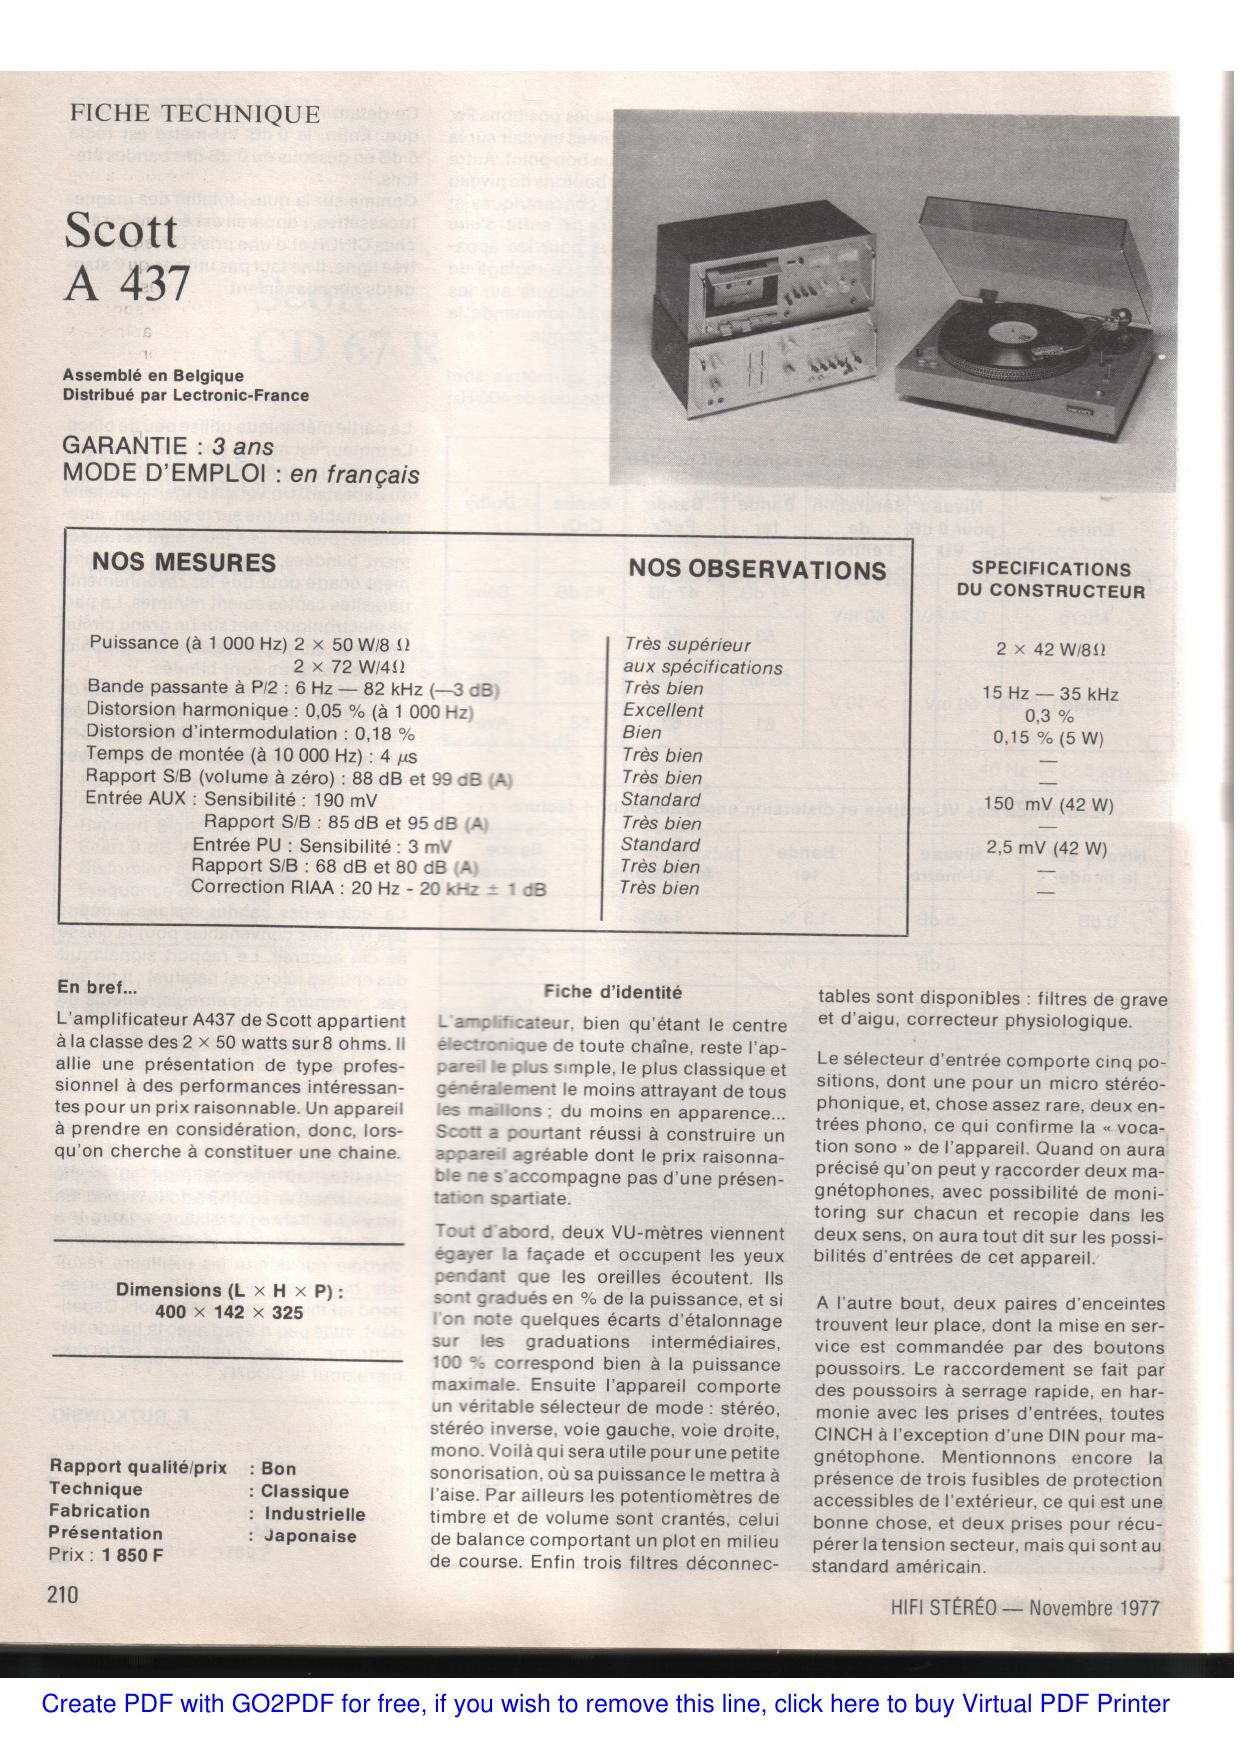 FICHE TECHNIQUE
Scott
A 437
Assemblé en Belgique
Distribué par Lectronic-France
GARANTIE : 3 ans
MODE D'EMPLOI : en français
NOS MESURES
NOS OBSERVATIONS
SPECIFICATIONS
DU CONSTRUCTEUR
Puissance (à 1 000 Hz) 2 × 50 W/8 Ω Très supérieur 2 × 42 W/8Ω
2 × 72 W/4Ω aux spécifications
Bande passante à P/2 : 6 Hz — 82 kHz (—3 dB) Très bien 15 Hz — 35 kHz
Distorsion harmonique : 0,05 % (à 1 000 Hz) Excellent 0,3 %
Distorsion d'intermodulation : 0,18 % Bien 0,15 % (5 W)
Temps de montée (à 10 000 Hz) : 4 µs Très bien —
Rapport S/B (volume à zéro) : 88 dB et 99 dB (A) Très bien —
Entrée AUX : Sensibilité : 190 mV Standard 150 mV (42 W)
Rapport S/B : 85 dB et 95 dB (A) Très bien —
Entrée PU : Sensibilité : 3 mV Standard 2,5 mV (42 W)
Rapport S/B : 68 dB et 80 dB (A) Très bien —
Correction RIAA : 20 Hz - 20 kHz ± 1 dB Très bien —
En bref...
L'amplificateur A437 de Scott appartient
à la classe des 2 × 50 watts sur 8 ohms. Il
allie une présentation de type profes-
sionnel à des performances intéressan-
tes pour un prix raisonnable. Un appareil
à prendre en considération, donc, lors-
qu'on cherche à constituer une chaine.
Dimensions (L × H × P) :
400 × 142 × 325
Rapport qualité/prix : Bon
Technique : Classique
Fabrication : Industrielle
Présentation : Japonaise
Prix : 1 850 F
Fiche d'identité
L'amplificateur, bien qu'étant le centre
électronique de toute chaîne, reste l'ap-
pareil le plus simple, le plus classique et
généralement le moins attrayant de tous
les maillons ; du moins en apparence...
Scott a pourtant réussi à construire un
appareil agréable dont le prix raisonna-
ble ne s'accompagne pas d'une présen-
tation spartiate.
Tout d'abord, deux VU-mètres viennent
égayer la façade et occupent les yeux
pendant que les oreilles écoutent. Ils
sont gradués en % de la puissance, et si
l'on note quelques écarts d'étalonnage
sur les graduations intermédiaires,
100 % correspond bien à la puissance
maximale. Ensuite l'appareil comporte
un véritable sélecteur de mode : stéréo,
stéréo inverse, voie gauche, voie droite,
mono. Voilà qui sera utile pour une petite
sonorisation, où sa puissance le mettra à
l'aise. Par ailleurs les potentiomètres de
timbre et de volume sont crantés, celui
de balance comportant un plot en milieu
de course. Enfin trois filtres déconnec-
tables sont disponibles : filtres de grave
et d'aigu, correcteur physiologique.
Le sélecteur d'entrée comporte cinq po-
sitions, dont une pour un micro stéréo-
phonique, et, chose assez rare, deux en-
trées phono, ce qui confirme la « voca-
tion sono » de l'appareil. Quand on aura
précisé qu'on peut y raccorder deux ma-
gnétophones, avec possibilité de moni-
toring sur chacun et recopie dans les
deux sens, on aura tout dit sur les possi-
bilités d'entrées de cet appareil.
A l'autre bout, deux paires d'enceintes
trouvent leur place, dont la mise en ser-
vice est commandée par des boutons
poussoirs. Le raccordement se fait par
des poussoirs à serrage rapide, en har-
monie avec les prises d'entrées, toutes
CINCH à l'exception d'une DIN pour ma-
gnétophone. Mentionnons encore la
présence de trois fusibles de protection
accessibles de l'extérieur, ce qui est une
bonne chose, et deux prises pour récu-
pérer la tension secteur, mais qui sont au
standard américain.
210
HIFI STÉRÉO — Novembre 1977
Create PDF with GO2PDF for free, if you wish to remove this line, click here to buy Virtual PDF Printer